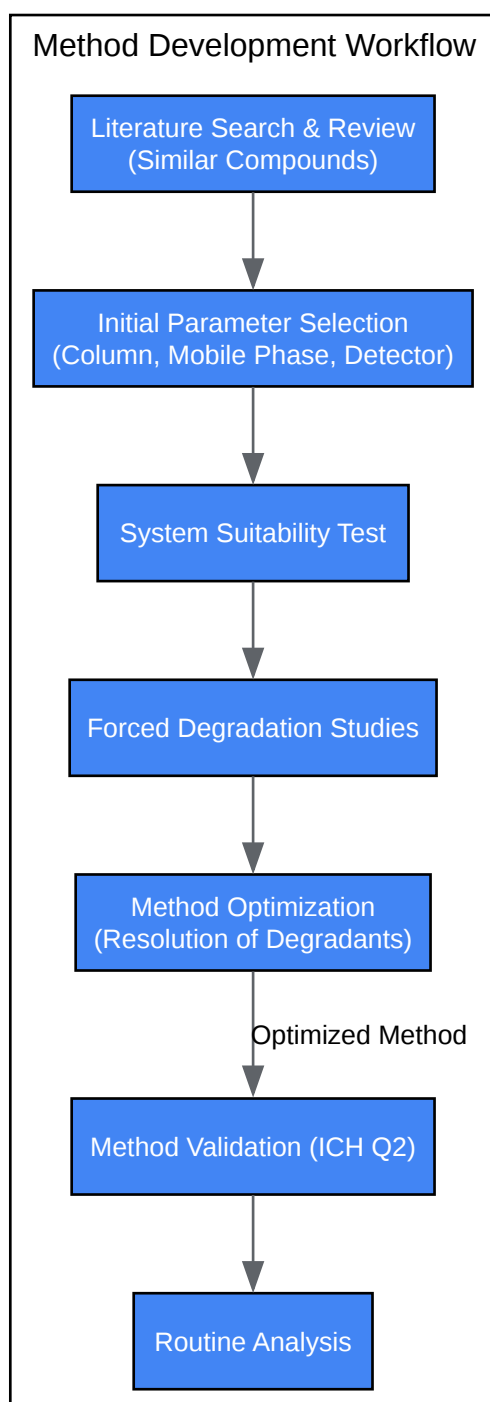 Method Development Workflow
Literature Search & Review
(Similar Compounds)
Initial Parameter Selection
(Column, Mobile Phase, Detector)
System Suitability Test
Forced Degradation Studies
Method Optimization
(Resolution of Degradants)
Optimized Method
Method Validation (ICH Q2)
Routine Analysis